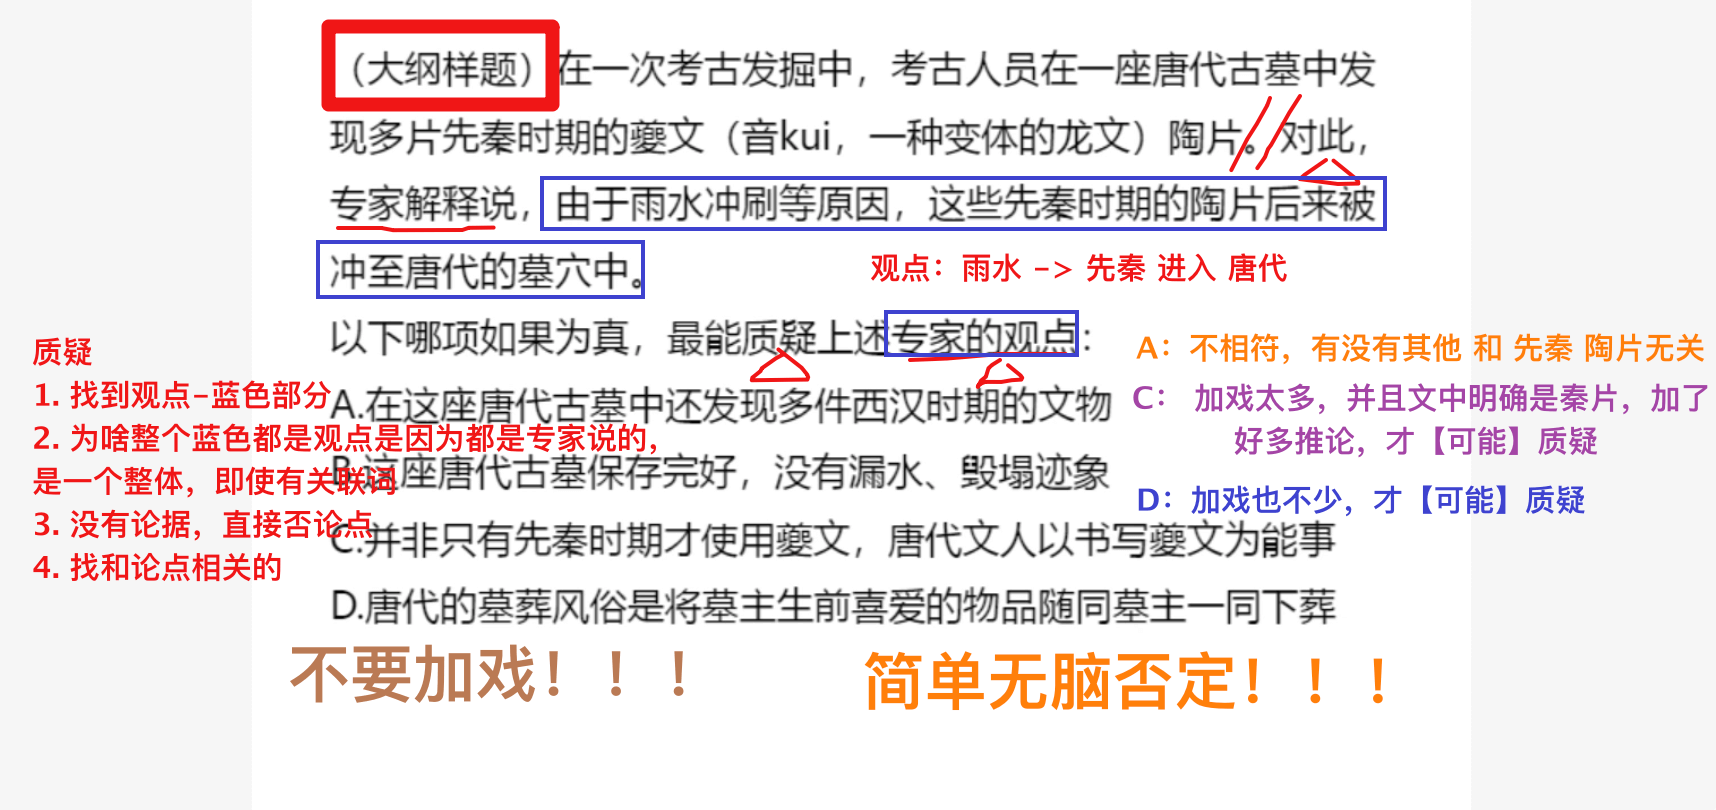 （大纲样题）在一次考古发掘中，考古人员在一座唐代古墓中发
现多片先秦时期的夔文（音kui，一种变体的龙文）陶片。对此，
专家解释说，由于雨水冲刷等原因，这些先秦时期的陶片后来被
冲至唐代的墓穴中。
观点：雨水 -> 先秦 进入 唐代
以下哪项如果为真，最能质疑上述专家的观点：
A.在这座唐代古墓中还发现多件西汉时期的文物
B.这座唐代古墓保存完好，没有漏水、毁塌迹象
C.并非只有先秦时期才使用夔文，唐代文人以书写夔文为能事
D.唐代的墓葬风俗是将墓主生前喜爱的物品随同墓主一同下葬
质疑
1. 找到观点-蓝色部分
2. 为啥整个蓝色都是观点是因为都是专家说的，
是一个整体，即使有关联词
3. 没有论据，直接否论点
4. 找和论点相关的
A：不相符，有没有其他 和 先秦 陶片无关
C： 加戏太多，并且文中明确是秦片，加了
好多推论，才【可能】质疑
D：加戏也不少，才【可能】质疑
不要加戏！！！
简单无脑否定！！！